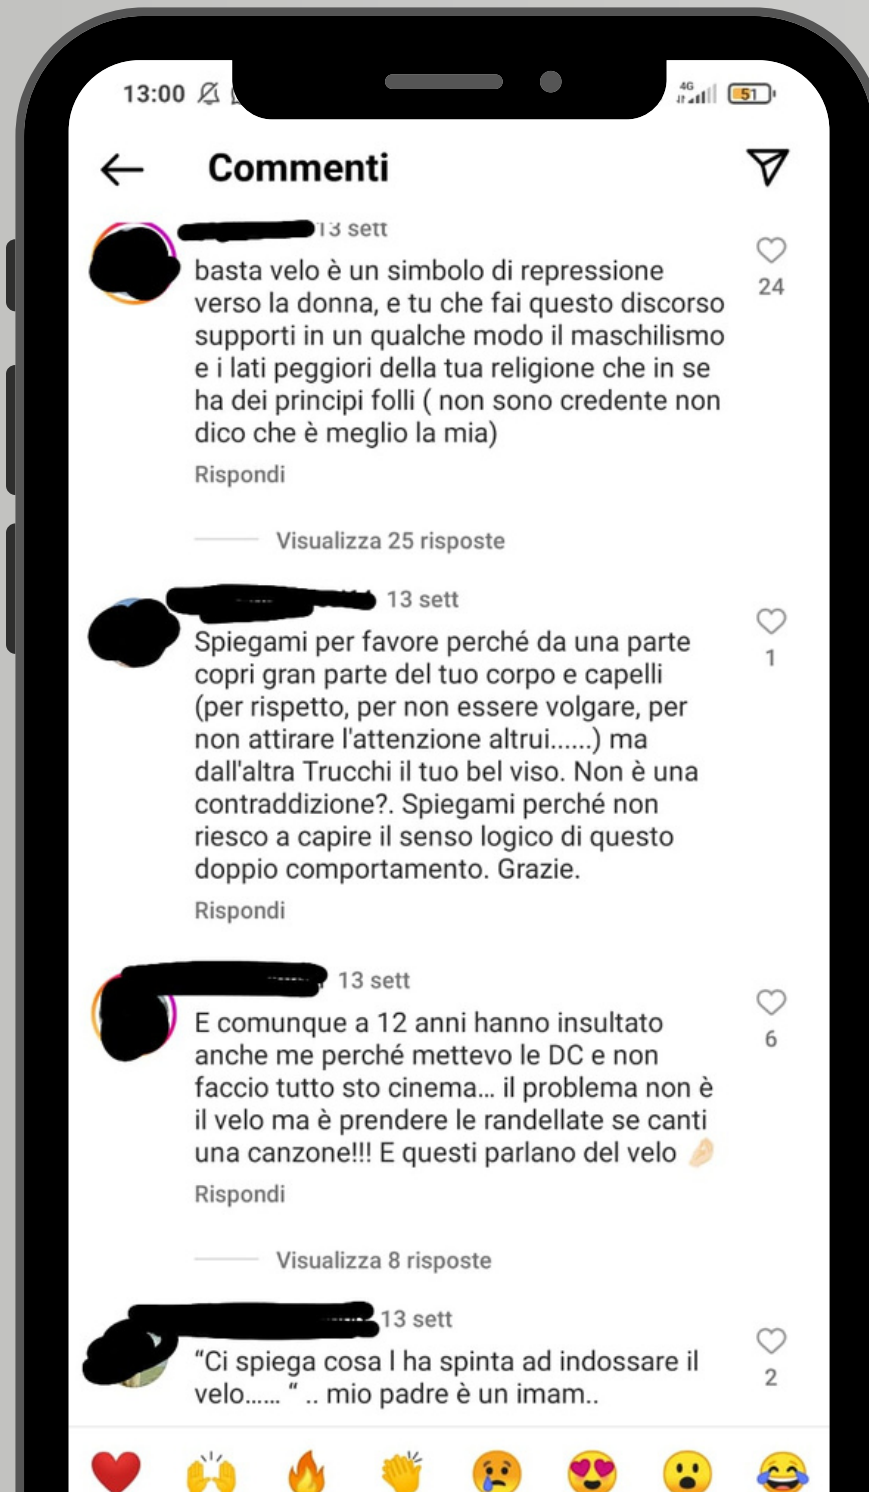 13:00
4G
51
Commenti
13 sett
basta velo è un simbolo di repressione
verso la donna, e tu che fai questo discorso
supporti in un qualche modo il maschilismo
e i lati peggiori della tua religione che in se
ha dei principi folli ( non sono credente non
dico che è meglio la mia)
24
Rispondi
Visualizza 25 risposte
13 sett
Spiegami per favore perché da una parte
copri gran parte del tuo corpo e capelli
(per rispetto, per non essere volgare, per
non attirare l'attenzione altrui......) ma
dall'altra Trucchi il tuo bel viso. Non è una
contraddizione?. Spiegami perché non
riesco a capire il senso logico di questo
doppio comportamento. Grazie.
1
Rispondi
13 sett
E comunque a 12 anni hanno insultato
anche me perché mettevo le DC e non
faccio tutto sto cinema... il problema non è
il velo ma è prendere le randellate se canti
una canzone!!! E questi parlano del velo 🤌🏻
6
Rispondi
Visualizza 8 risposte
13 sett
“Ci spiega cosa l ha spinta ad indossare il
velo...... “ .. mio padre è un imam..
2